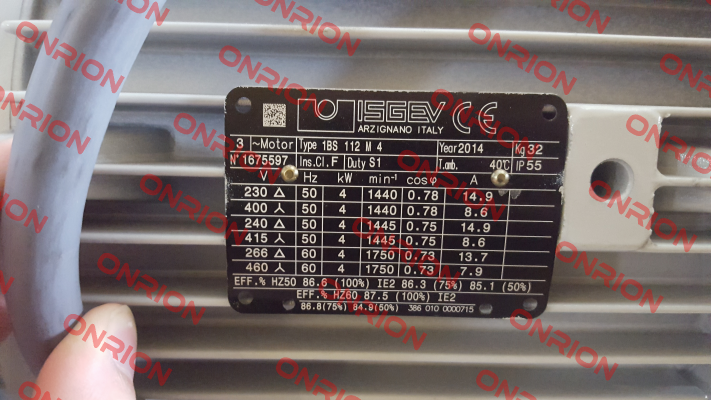 ISGEV CE
ARZIGNANO ITALY
3 ~Motor Type 1BS 112 M 4 Year 2014 Kg 32
N° 1675597 Ins.Cl. F Duty S1 T.amb. 40°C IP 55
V Hz kW min⁻¹ cosφ A
230 △ 50 4 1440 0.78 14.9
400 ⅄ 50 4 1440 0.78 8.6
240 △ 50 4 1445 0.75 14.9
415 ⅄ 50 4 1445 0.75 8.6
266 △ 60 4 1750 0.73 13.7
460 ⅄ 60 4 1750 0.73 7.9
EFF.% HZ50 86.6 (100%) IE2 86.3 (75%) 85.1 (50%)
EFF.% HZ60 87.5 (100%) IE2
86.8(75%) 84.9(50%) 386 010 0000715
ONRION